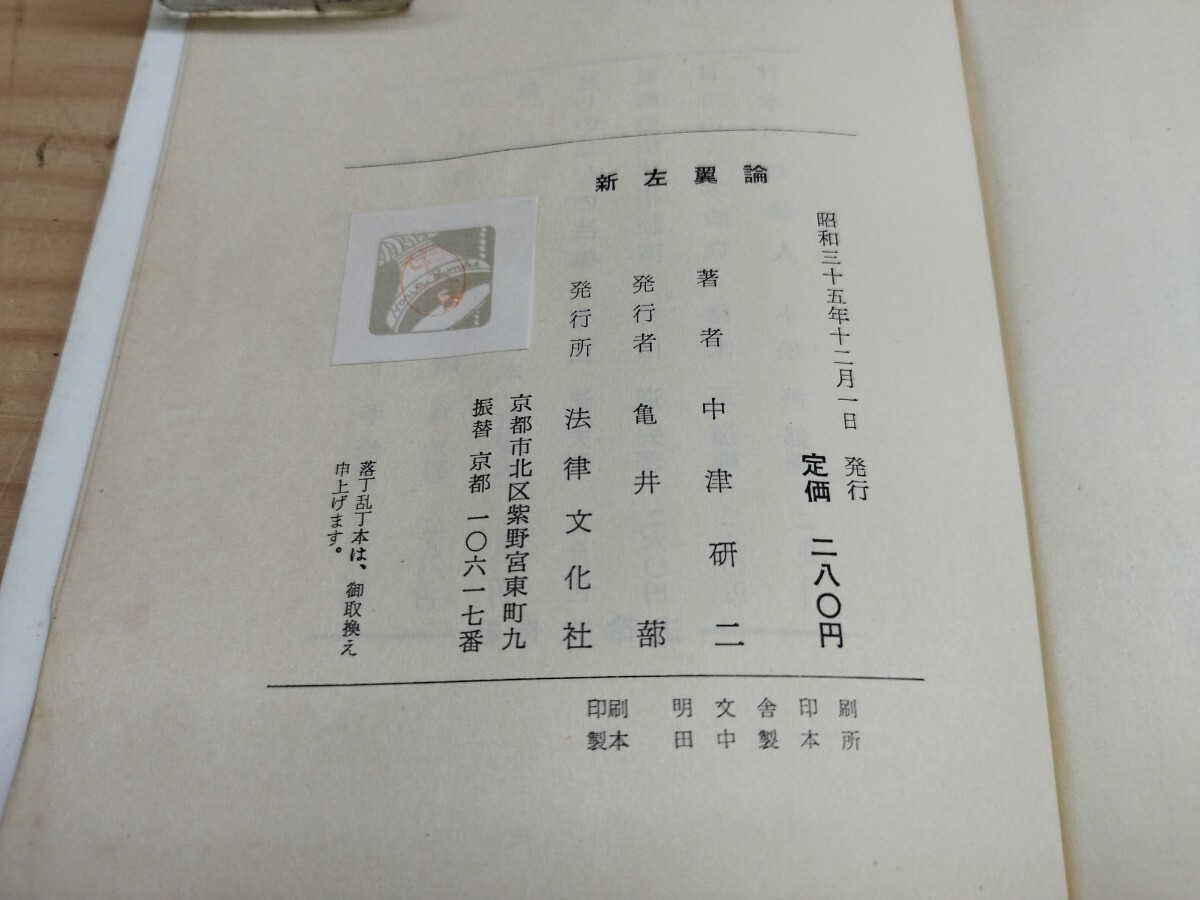 新左翼論
昭和三十五年十二月一日 発行
定価 二八〇円
著者 中津研二
発行者 亀井蔀
発行所 法律文化社
京都市北区紫野宮東町九
振替 京都 一〇六一七番
落丁乱丁本は、御取換え
申上げます。
印刷 明文舎印刷
製本 田中製本所